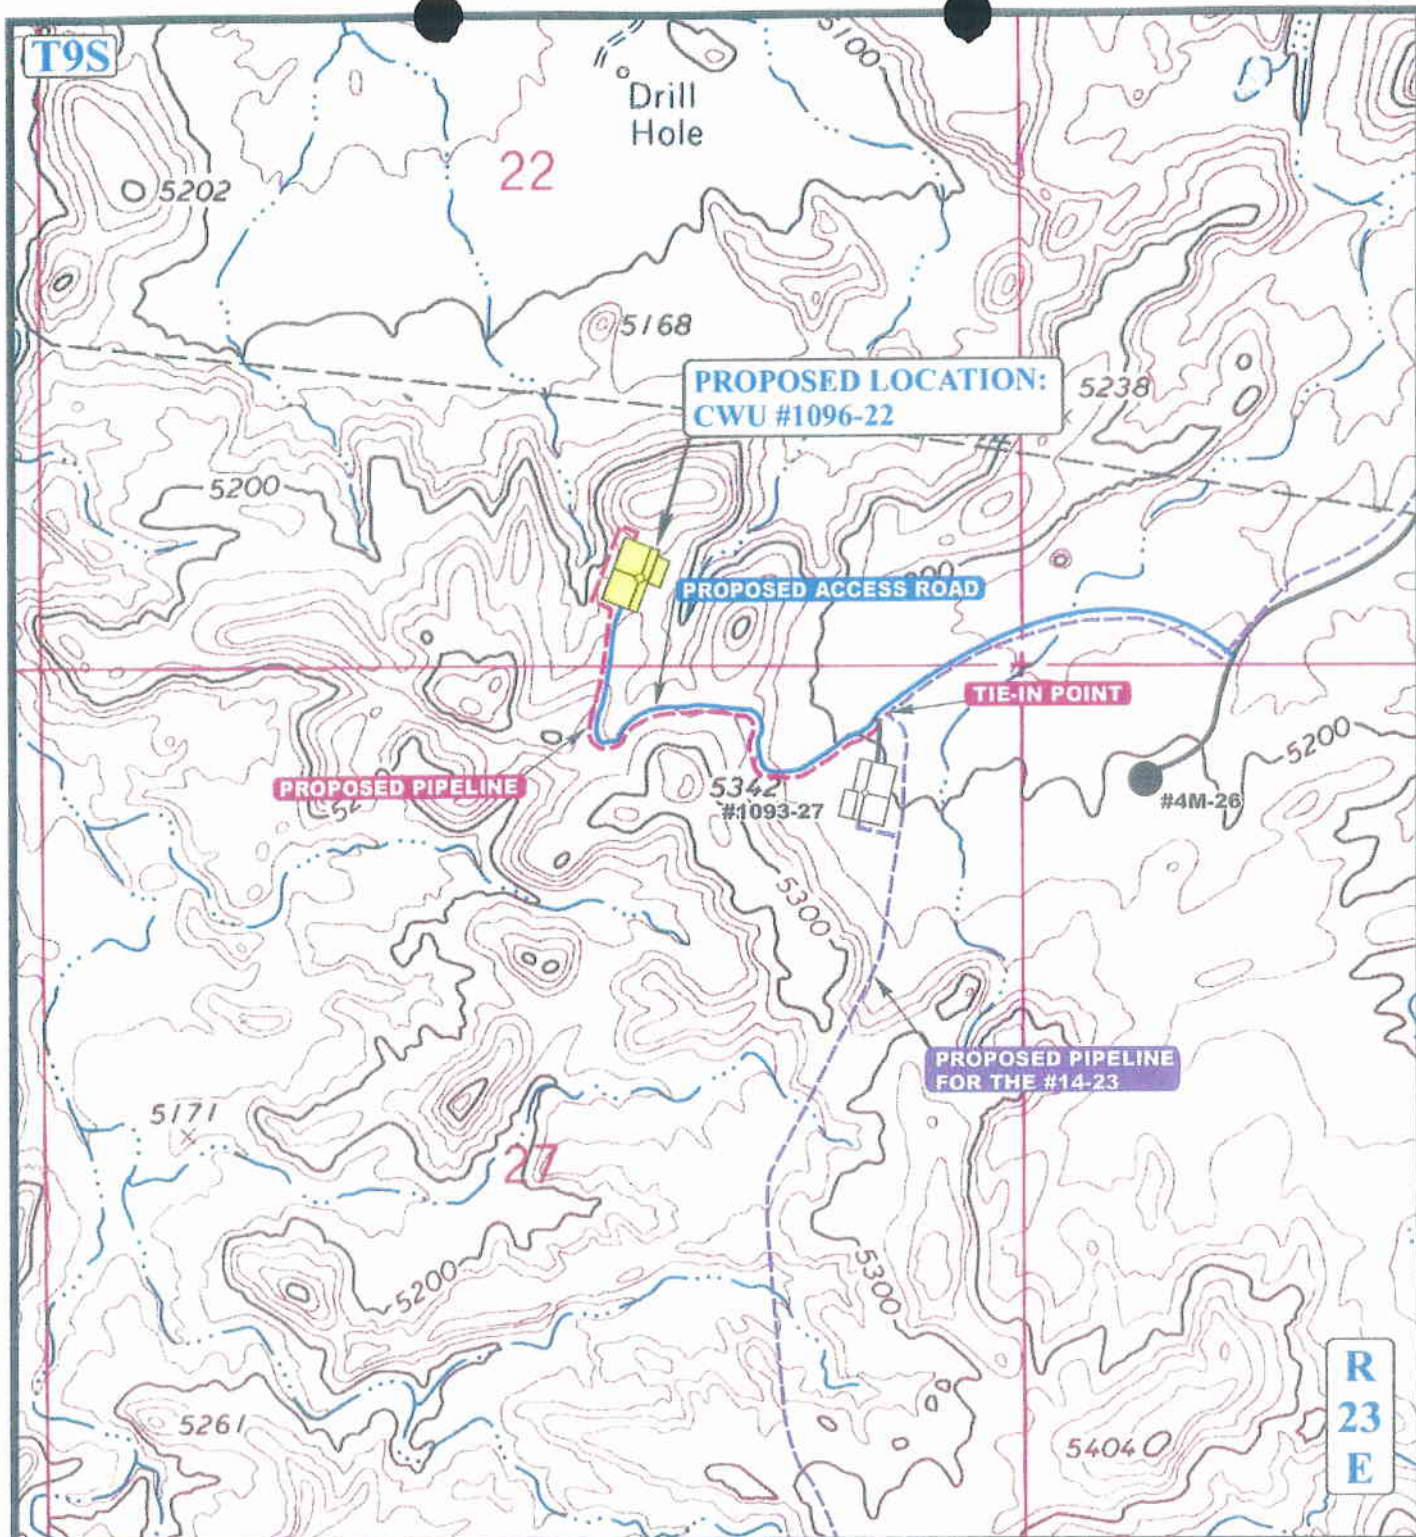 T9S
5100
Drill
Hole
22
5202
5168
PROPOSED LOCATION:
CWU #1096-22
5238
5200
PROPOSED ACCESS ROAD
TIE-IN POINT
PROPOSED PIPELINE
5342
#1093-27
5200
#4M-26
5300
PROPOSED PIPELINE
FOR THE #14-23
5171
27
5200
5300
5261
5404
R
23
E